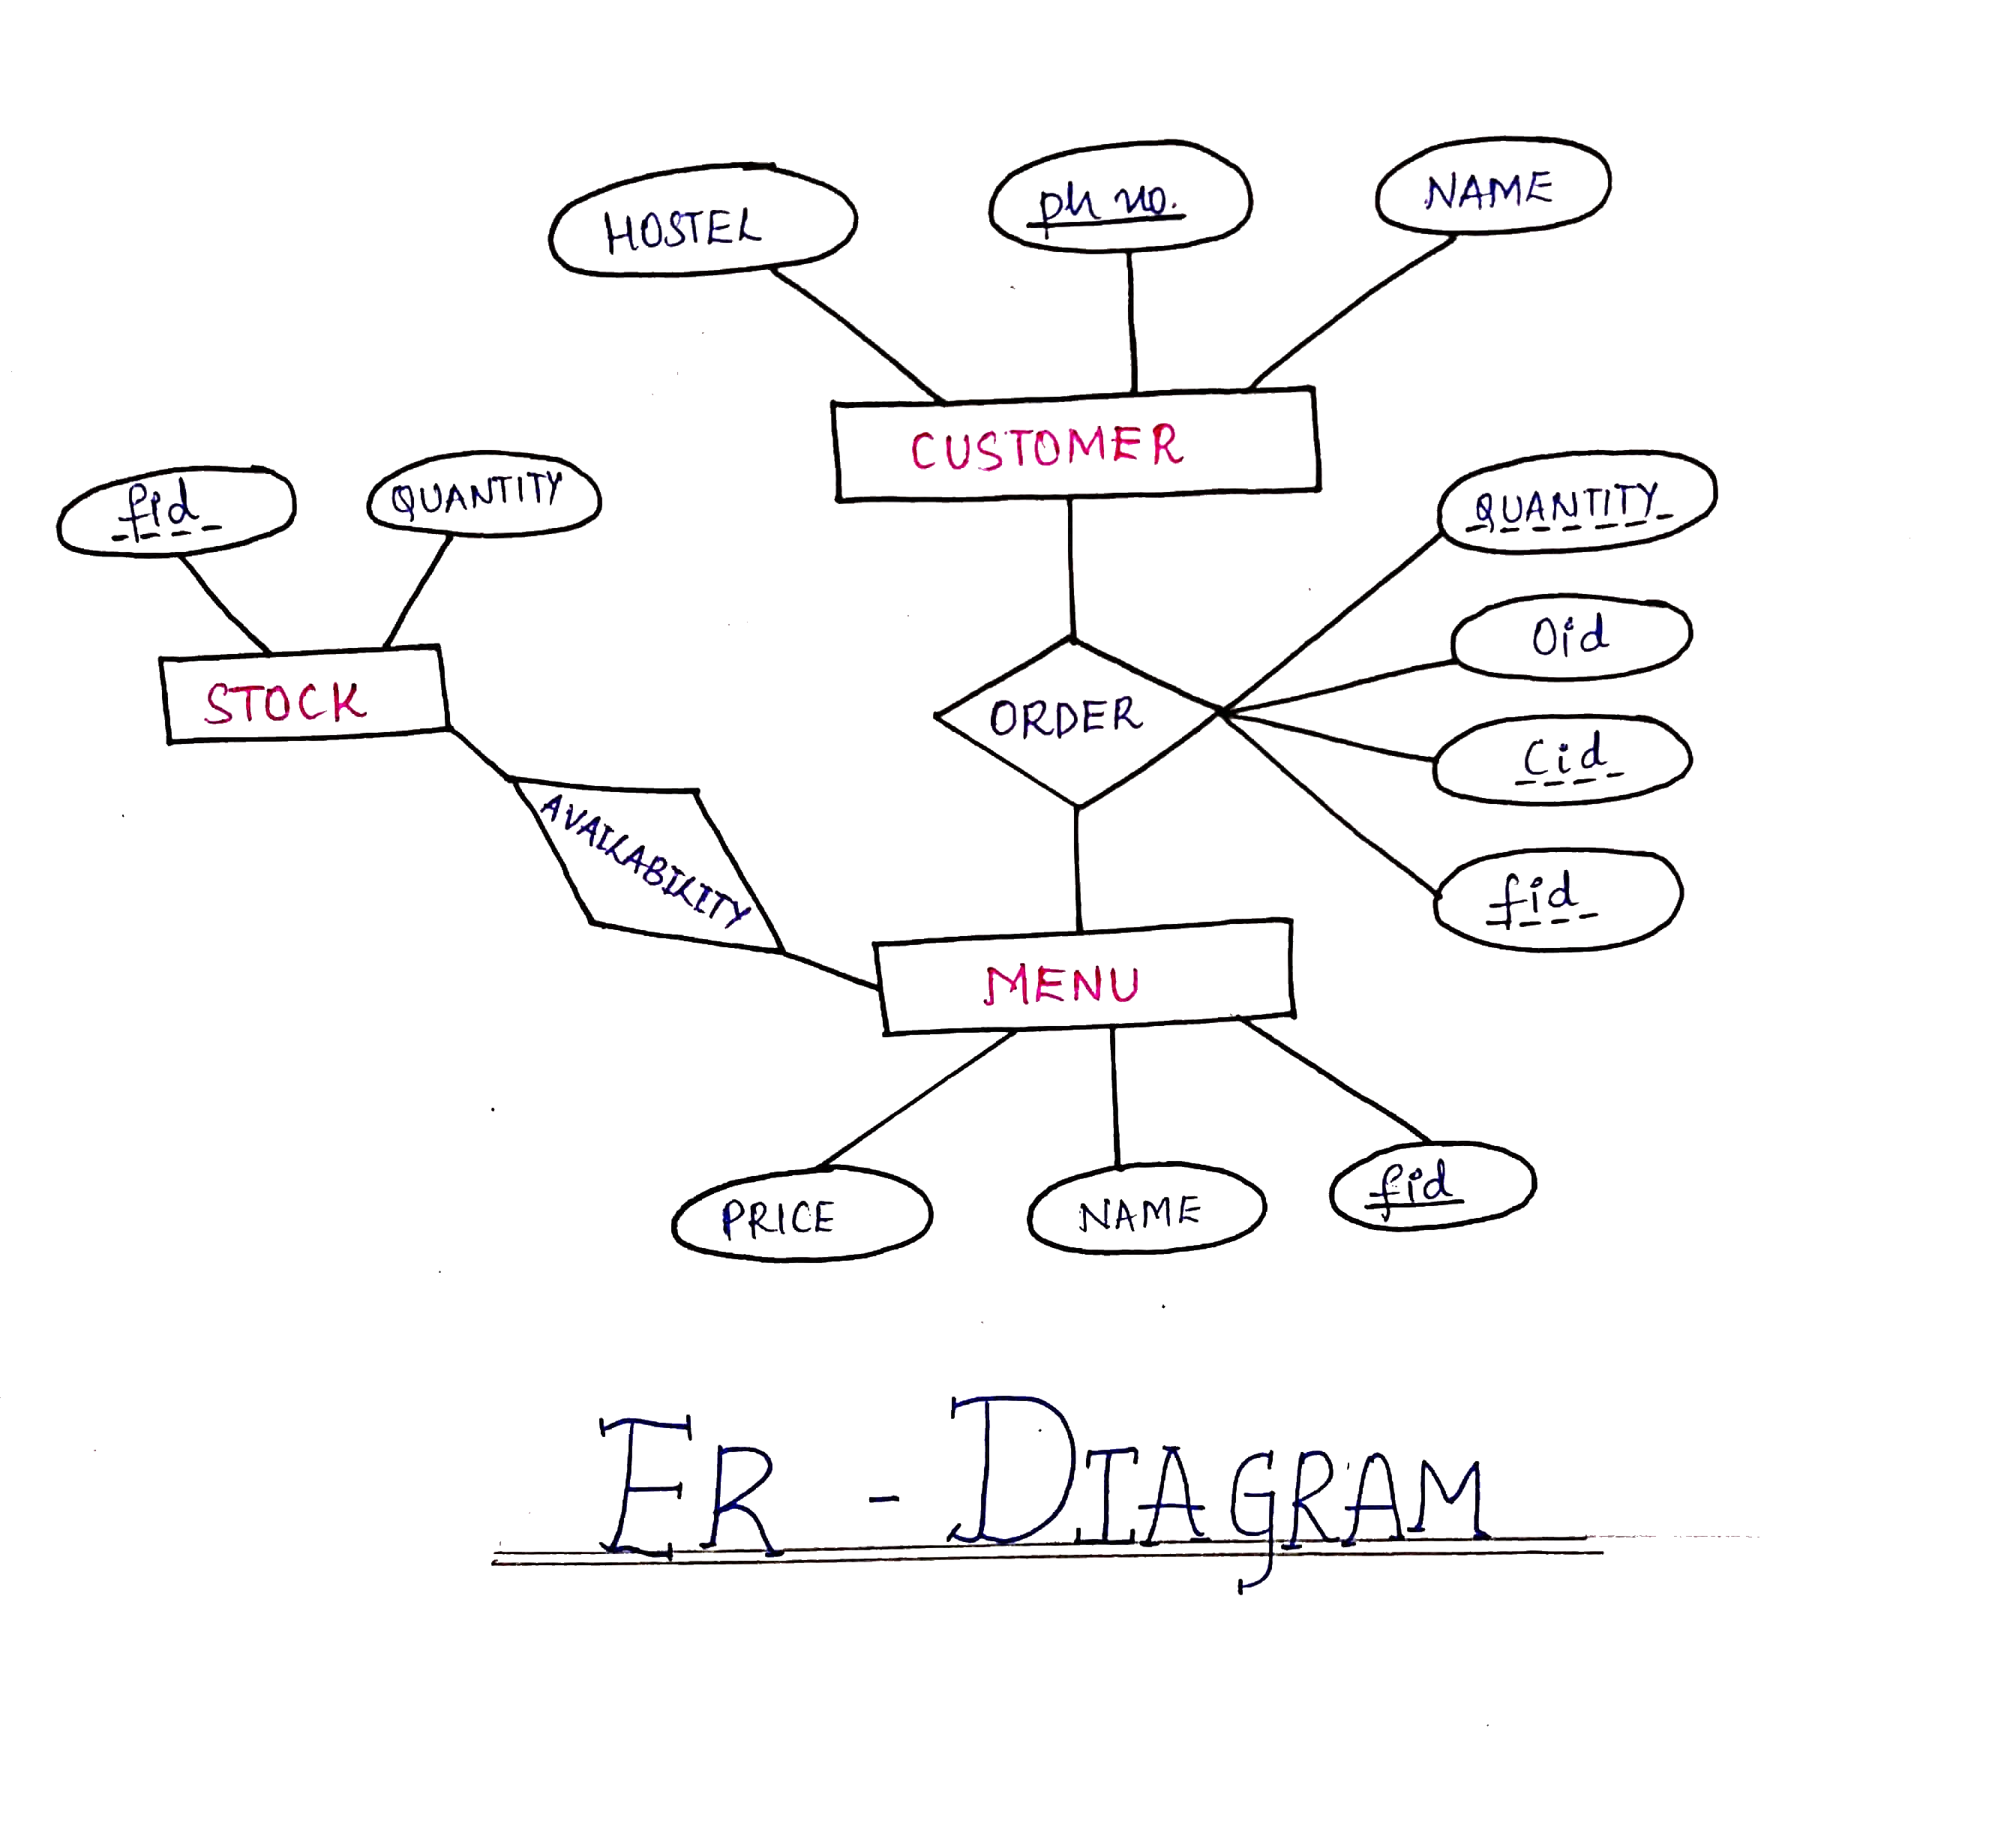 HOSTEL
ph no.
NAME
CUSTOMER
fid
QUANTITY
STOCK
QUANTITY
Oid
Cid
fid
ORDER
AVAILABILITY
MENU
PRICE
NAME
fid
ER - DIAGRAM